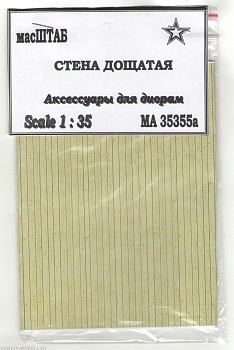 масШТАБ
СТЕНА ДОЩАТАЯ
Аксессуары для диорам
Scale 1 : 35
МА 35355а